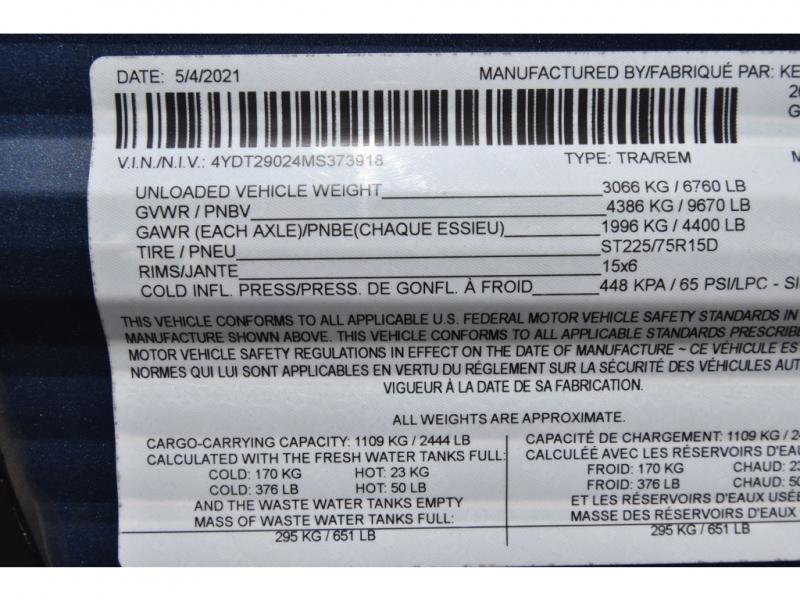 DATE: 5/4/2021 MANUFACTURED BY/FABRIQUÉ PAR: KE
V.I.N./N.I.V.: 4YDT29024MS373918 TYPE: TRA/REM
UNLOADED VEHICLE WEIGHT 3066 KG / 6760 LB
GVWR / PNBV 4386 KG / 9670 LB
GAWR (EACH AXLE)/PNBE(CHAQUE ESSIEU) 1996 KG / 4400 LB
TIRE / PNEU ST225/75R15D
RIMS/JANTE 15x6
COLD INFL. PRESS/PRESS. DE GONFL. À FROID 448 KPA / 65 PSI/LPC - SI
THIS VEHICLE CONFORMS TO ALL APPLICABLE U.S. FEDERAL MOTOR VEHICLE SAFETY STANDARDS IN
MANUFACTURE SHOWN ABOVE. THIS VEHICLE CONFORMS TO ALL APPLICABLE STANDARDS PRESCRIBE
MOTOR VEHICLE SAFETY REGULATIONS IN EFFECT ON THE DATE OF MANUFACTURE ~ CE VÉHICULE ES
NORMES QUI LUI SONT APPLICABLES EN VERTU DU RÉGLEMENT SUR LA SÉCURITÉ DES VÉHICULES AUT
VIGUEUR À LA DATE DE SA FABRICATION.
ALL WEIGHTS ARE APPROXIMATE.
CARGO-CARRYING CAPACITY: 1109 KG / 2444 LB
CALCULATED WITH THE FRESH WATER TANKS FULL:
COLD: 170 KG HOT: 23 KG
COLD: 376 LB HOT: 50 LB
AND THE WASTE WATER TANKS EMPTY
MASS OF WASTE WATER TANKS FULL:
295 KG / 651 LB
CAPACITÉ DE CHARGEMENT: 1109 KG / 24
CALCULÉÉ AVEC LES RÉSERVOIRS D'EAU
FROID: 170 KG CHAUD: 23
FROID: 376 LB CHAUD: 50
ET LES RÉSERVOIRS D'EAUX USÉE
MASSE DES RÉSERVOIRS D'EAUX
295 KG / 651 LB